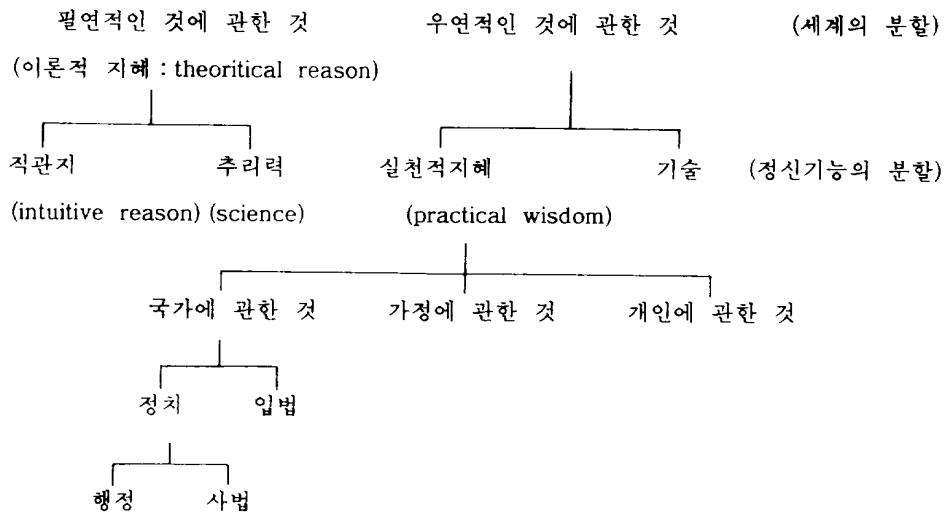 필연적인 것에 관한 것 우연적인 것에 관한 것 (세계의 분할)
(이론적 지혜 : theoritical reason)
직관지 추리력 실천적지혜 기술 (정신기능의 분할)
(intuitive reason) (science) (practical wisdom)
국가에 관한 것 가정에 관한 것 개인에 관한 것
정치 입법
행정 사법